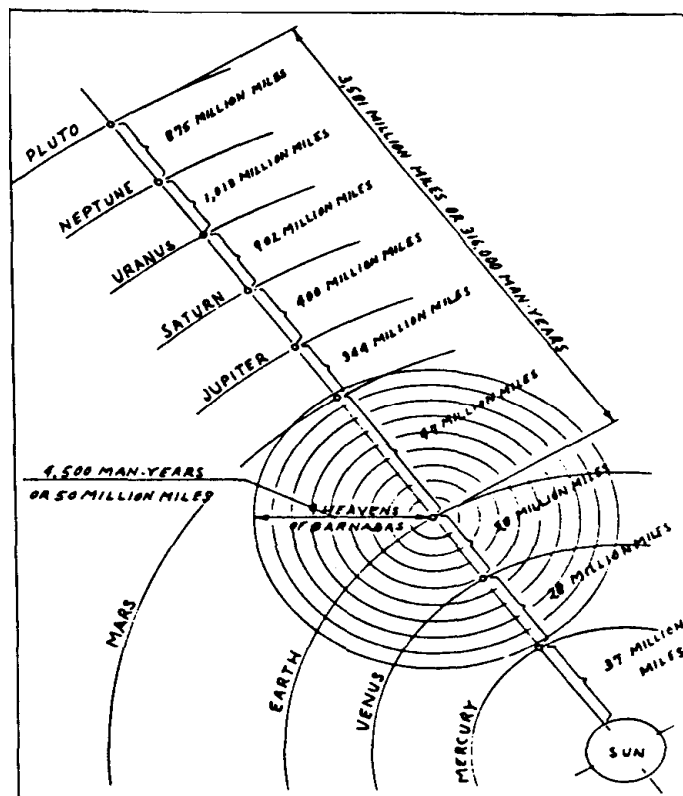 PLUTO
875 MILLION MILES
3,581 MILLION MILES OR 316,000 MAN-YEARS
NEPTUNE
1,018 MILLION MILES
URANUS
902 MILLION MILES
SATURN
400 MILLION MILES
JUPITER
344 MILLION MILES
MILLION MILES
4,500 MAN-YEARS
OR 50 MILLION MILES
HEAVENS
OF BARNABAS
MILLION MILES
28 MILLION MILES
37 MILLION
MILES
MARS
EARTH
VENUS
MERCURY
SUN